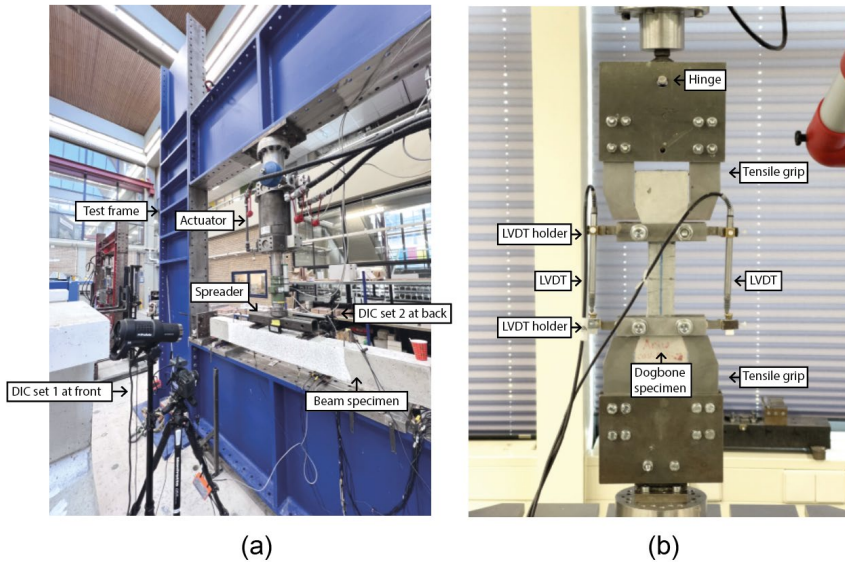 Test frame
Actuator
Spreader
DIC set 2 at back
DIC set 1 at front
Beam specimen
(a)
Hinge
Tensile grip
LVDT holder
LVDT
LVDT
LVDT holder
Dogbone
specimen
Tensile grip
(b)